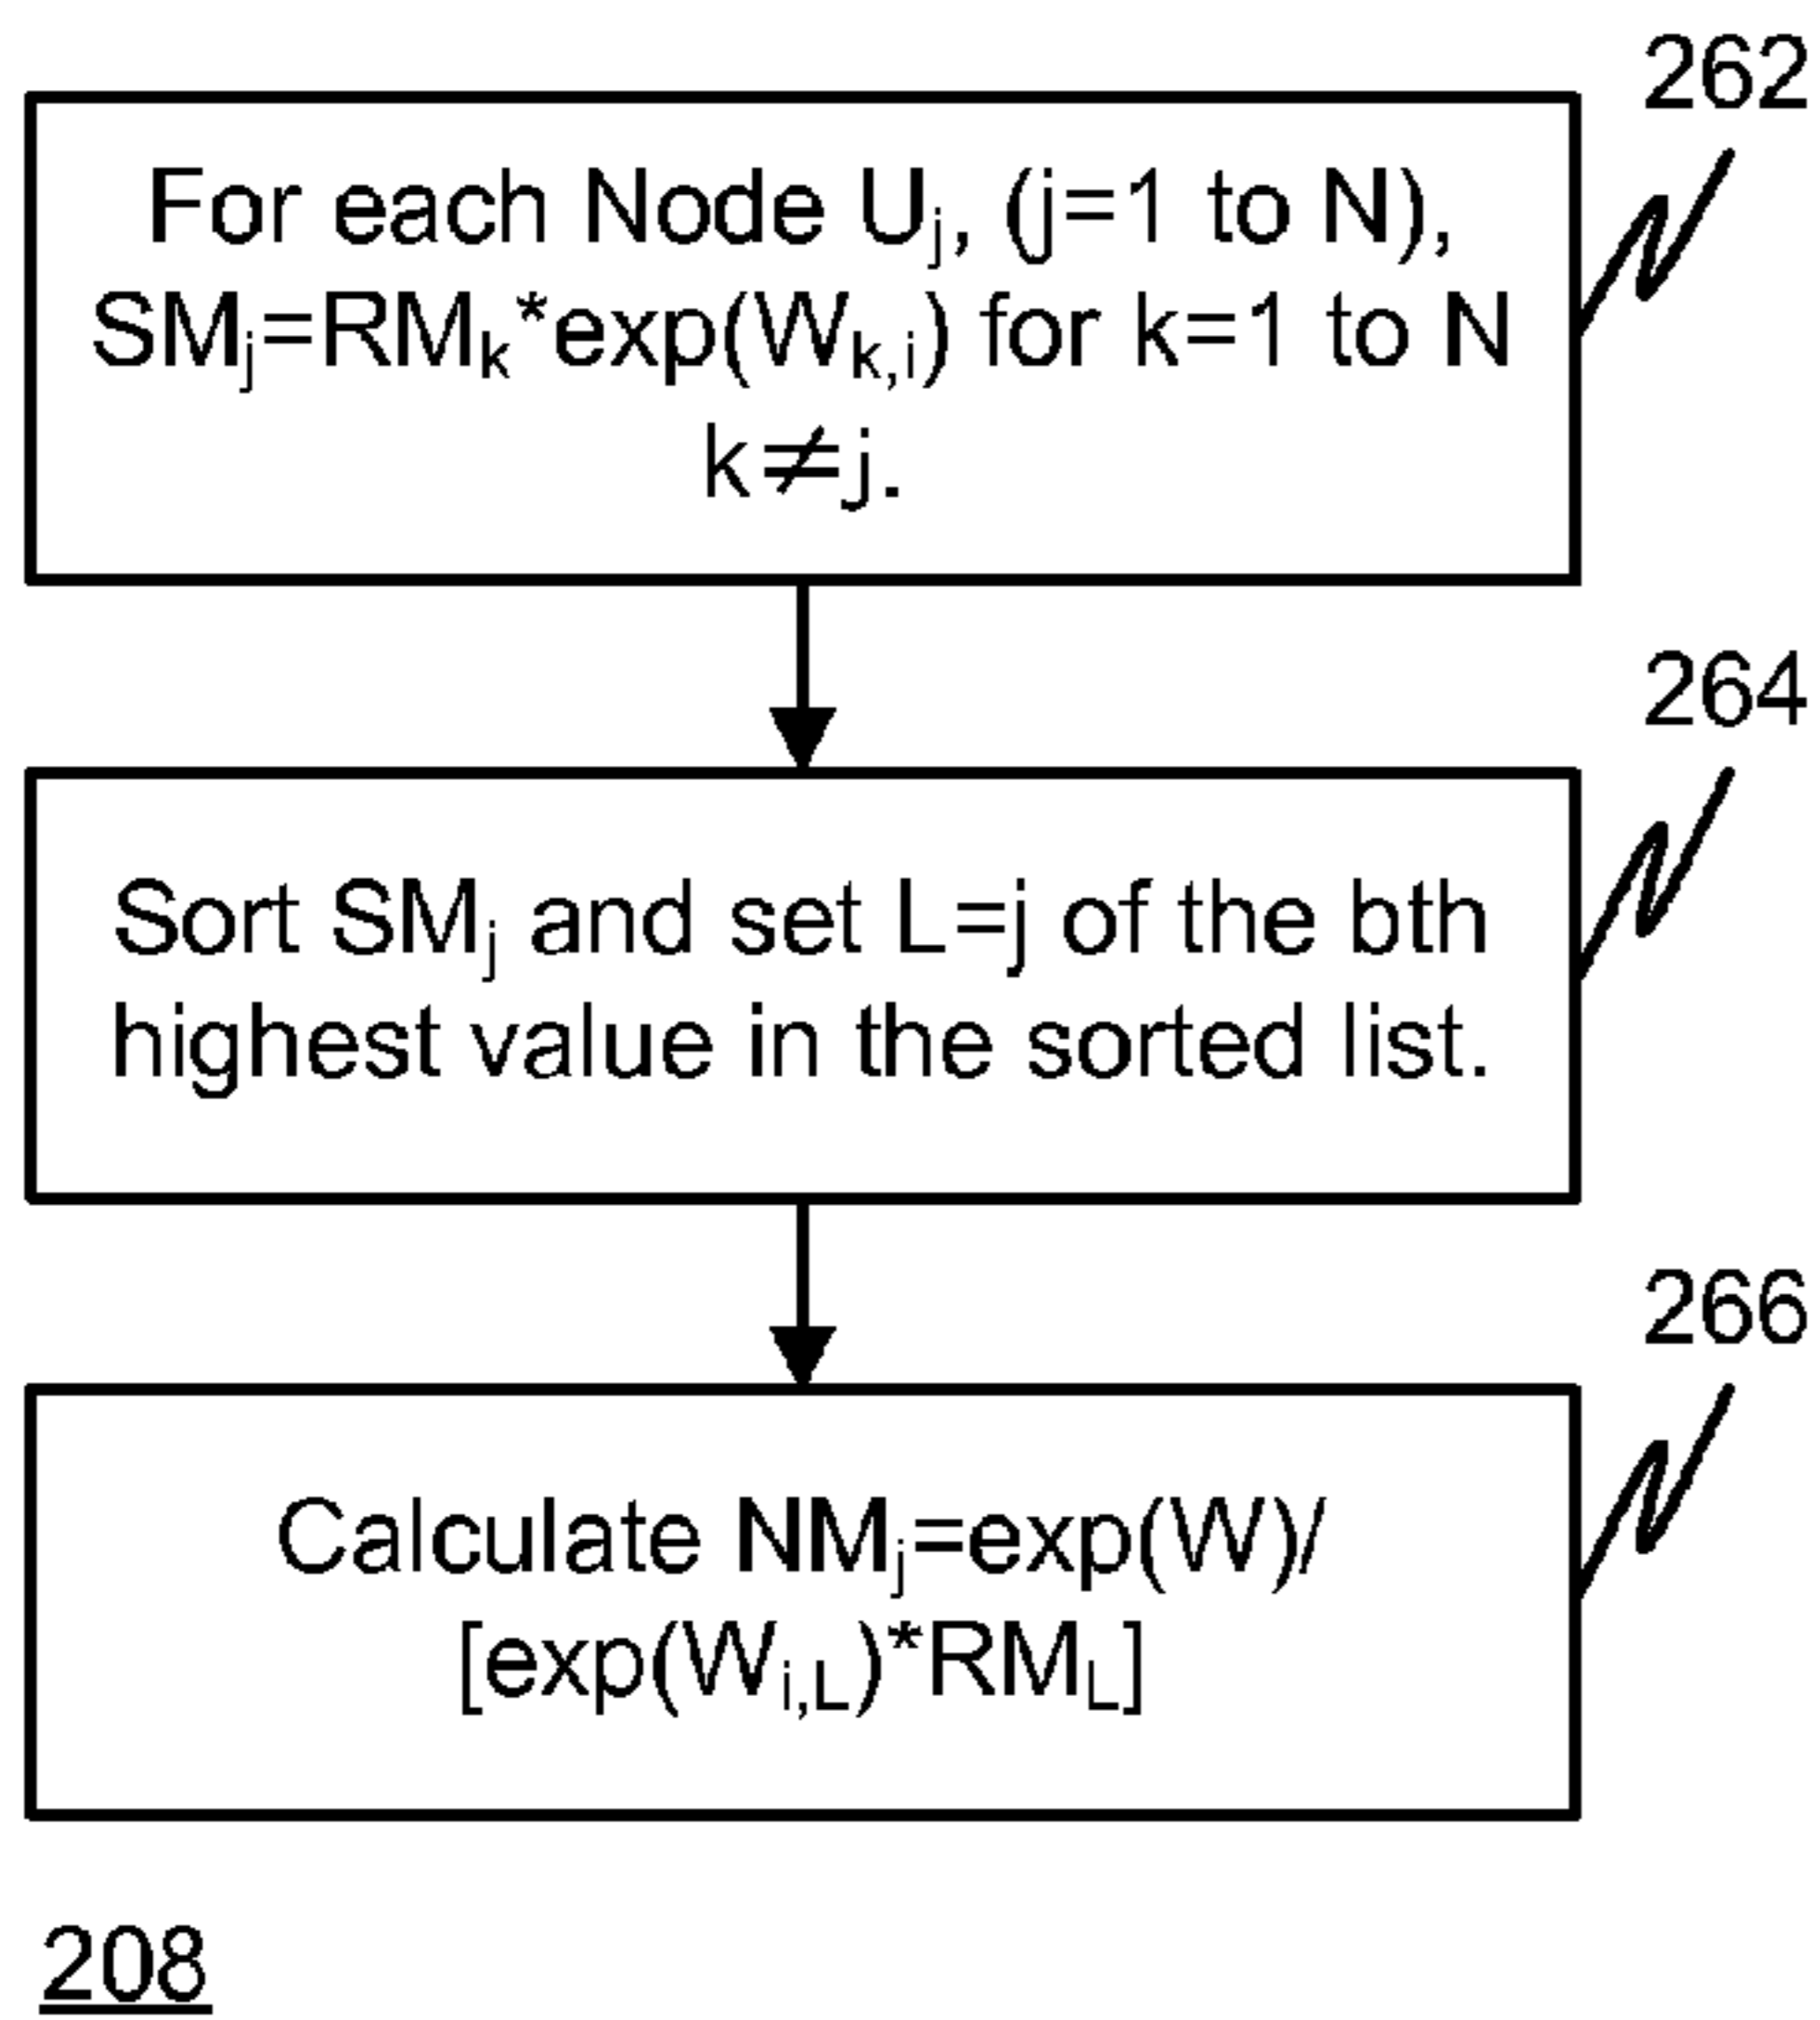 262
For each Node Uj, (j=1 to N),
SMj=RMk*exp(Wk,i) for k=1 to N
k≠j.
264
Sort SMj and set L=j of the bth
highest value in the sorted list.
266
Calculate NMj=exp(W)/
[exp(Wi,L)*RML]
208